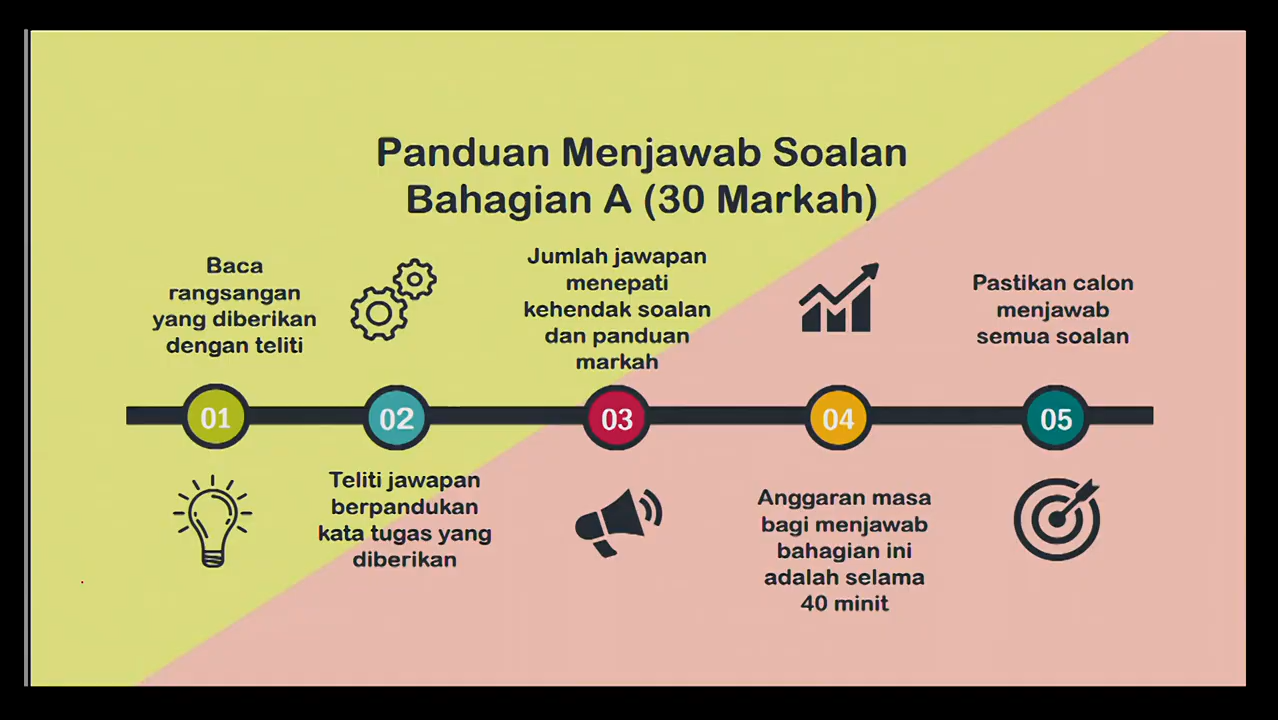 Panduan Menjawab Soalan
Bahagian A (30 Markah)
Baca
rangsangan
yang diberikan
dengan teliti
01
02
Teliti jawapan
berpandukan
kata tugas yang
diberikan
Jumlah jawapan
menepati
kehendak soalan
dan panduan
markah
03
04
Anggaran masa
bagi menjawab
bahagian ini
adalah selama
40 minit
Pastikan calon
menjawab
semua soalan
05